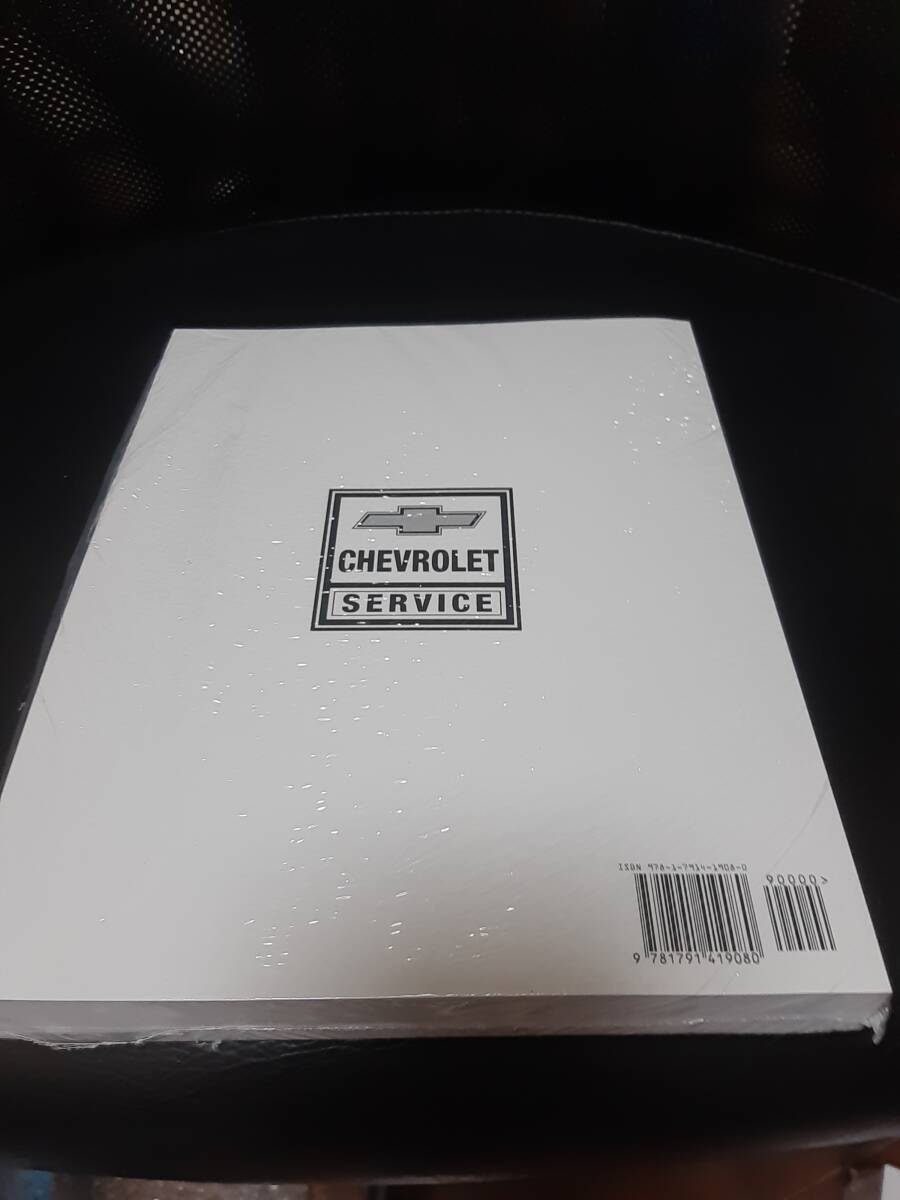 CHEVROLET
SERVICE
ISBN 978-1-7914-1908-0
90000>
9 781791 419080